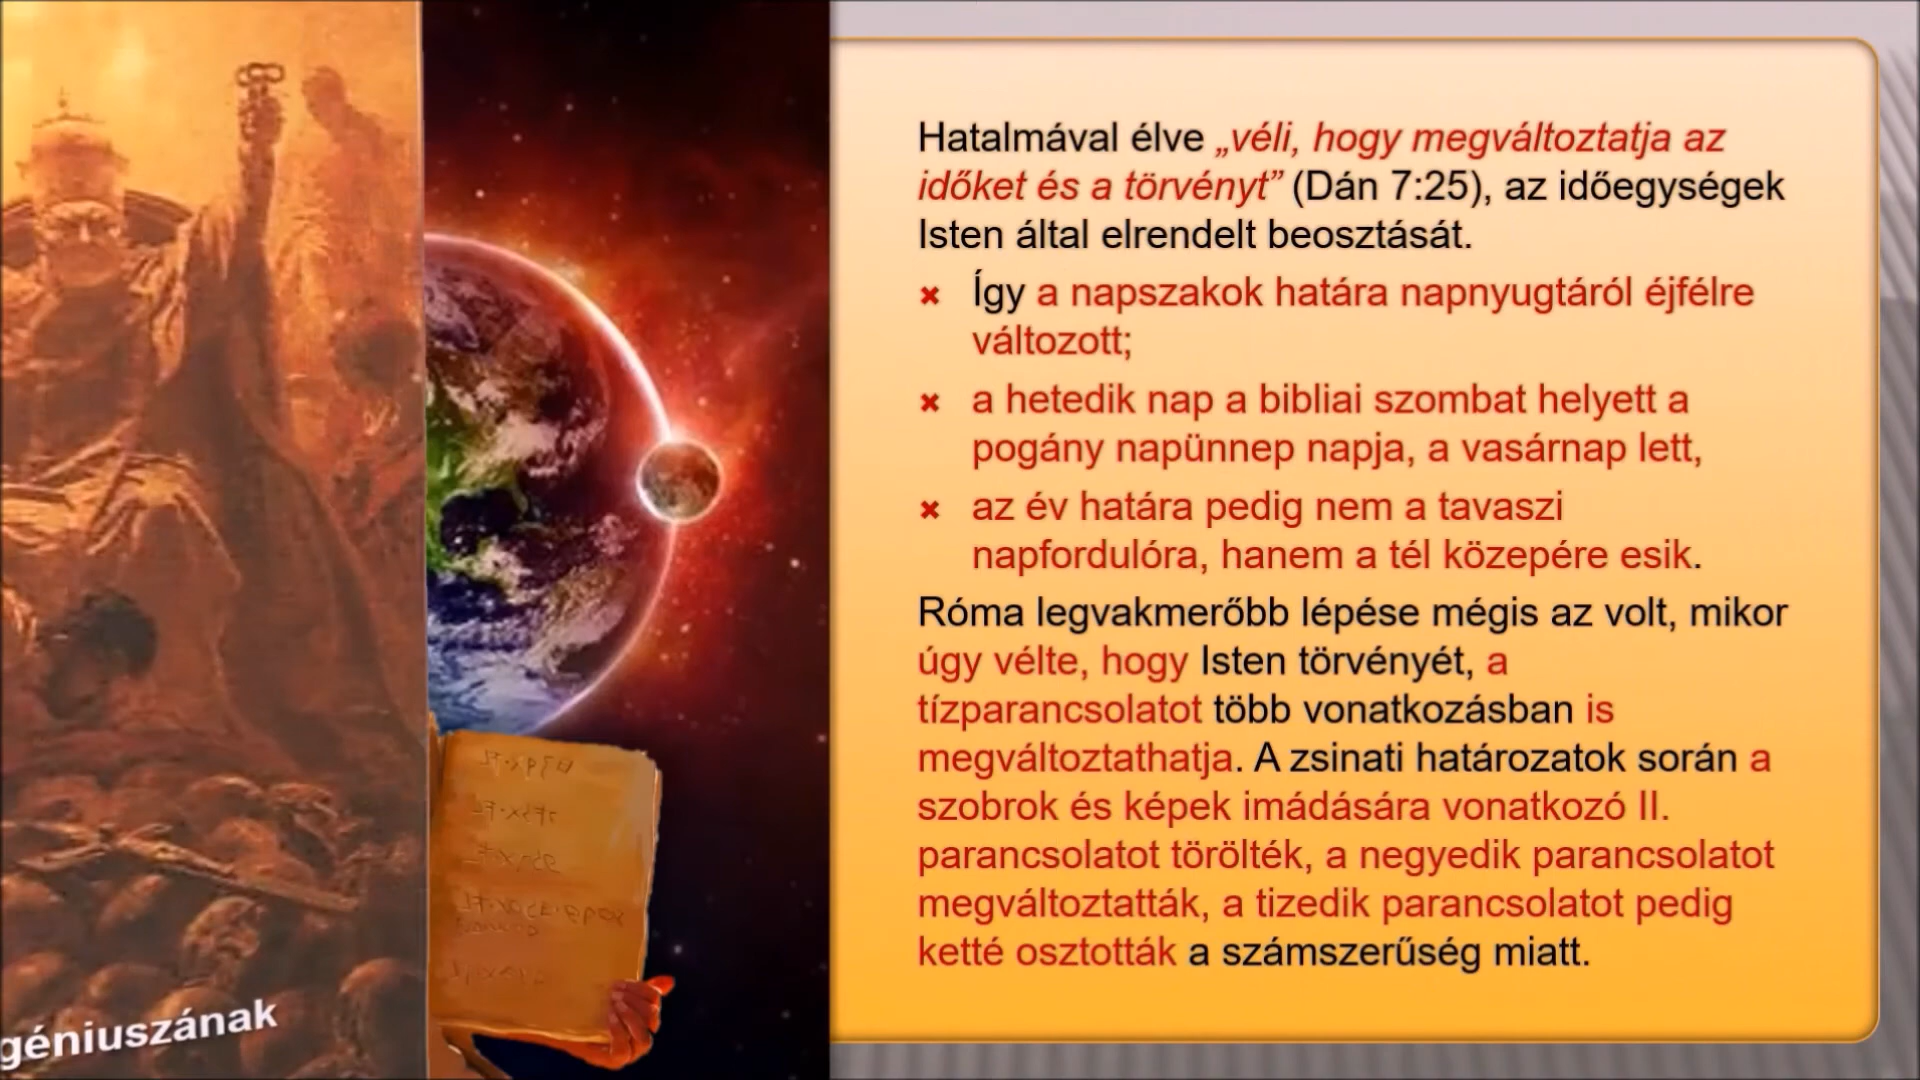 Hatalmával élve „véli, hogy megváltoztatja az
időket és a törvényt” (Dán 7:25), az időegységek
Isten által elrendelt beosztását.
Így a napszakok határa napnyugtáról éjfélre
változott;
a hetedik nap a bibliai szombat helyett a
pogány napünnep napja, a vasárnap lett,
az év határa pedig nem a tavaszi
napfordulóra, hanem a tél közepére esik.
Róma legvakmerőbb lépése mégis az volt, mikor
úgy vélte, hogy Isten törvényét, a
tízparancsolatot több vonatkozásban is
megváltoztathatja. A zsinati határozatok során a
szobrok és képek imádására vonatkozó II.
parancsolatot törölték, a negyedik parancsolatot
megváltoztatták, a tizedik parancsolatot pedig
ketté osztották a számszerűség miatt.
géniuszának